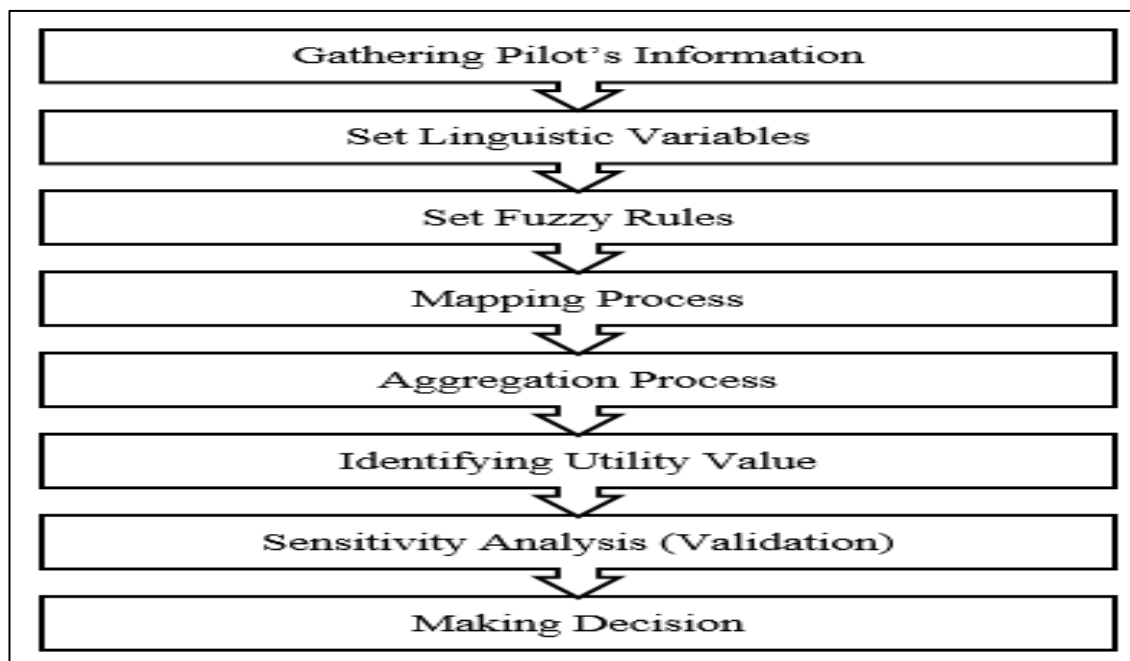 Gathering Pilot's Information
Set Linguistic Variables
Set Fuzzy Rules
Mapping Process
Aggregation Process
Identifying Utility Value
Sensitivity Analysis (Validation)
Making Decision